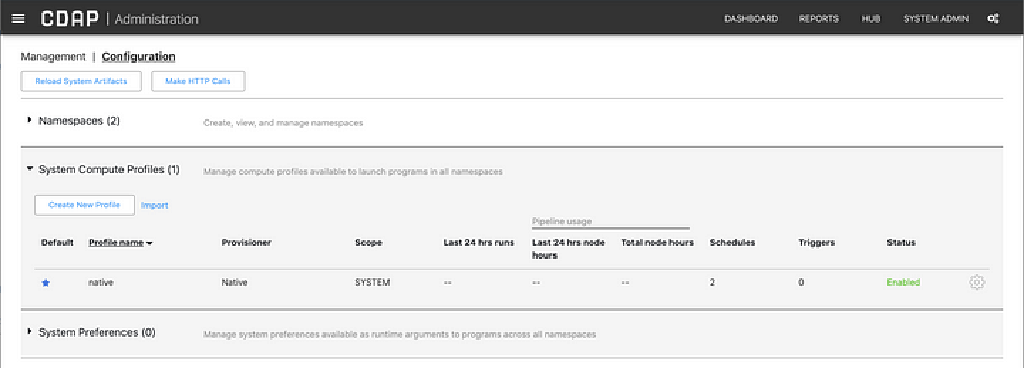 CDAP | Administration
DASHBOARD REPORTS HUB SYSTEM ADMIN
Management | Configuration
Reload System Artifacts Make HTTP Calls
Namespaces (2) Create, view, and manage namespaces
System Compute Profiles (1) Manage compute profiles available to launch programs in all namespaces
Create New Profile Import
Pipeline usage
Default Profile name Provisioner Scope Last 24 hrs runs Last 24 hrs node Total node hours Schedules Triggers Status
hours
native Native SYSTEM -- -- -- 2 0 Enabled
System Preferences (0) Manage system preferences available as runtime arguments to programs across all namespaces